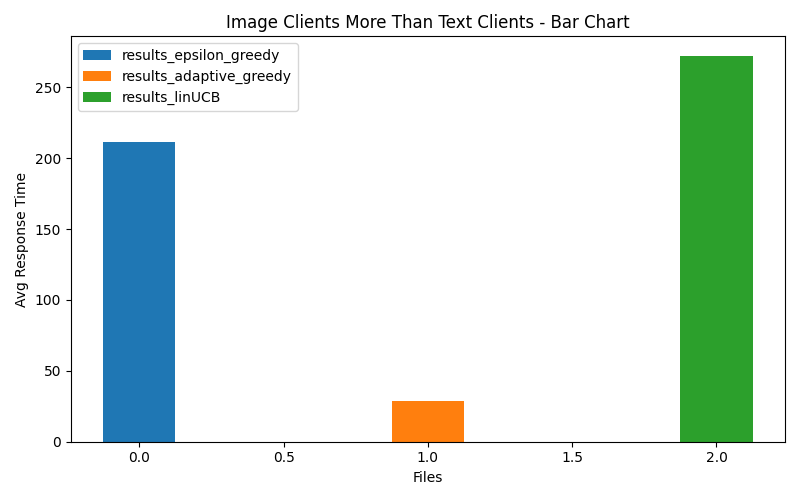 Image Clients More Than Text Clients - Bar Chart
results_epsilon_greedy
results_adaptive_greedy
results_linUCB
Avg Response Time
250
200
150
100
50
0
0.0 0.5 1.0 1.5 2.0
Files